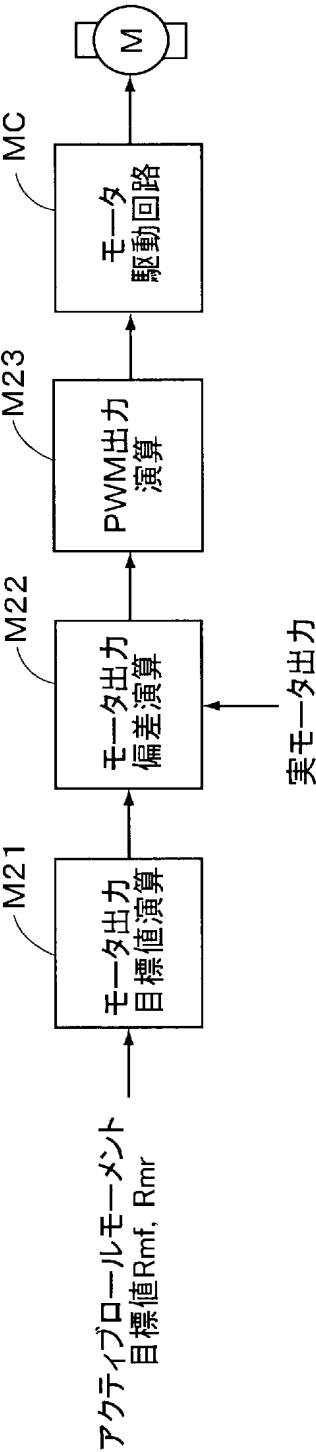 アクティブロールモーメント
目標値Rmf, Rmr
M21
モータ出力
目標値演算
M22
モータ出力
偏差演算
実モータ出力
M23
PWM出力
演算
MC
モータ
駆動回路
M